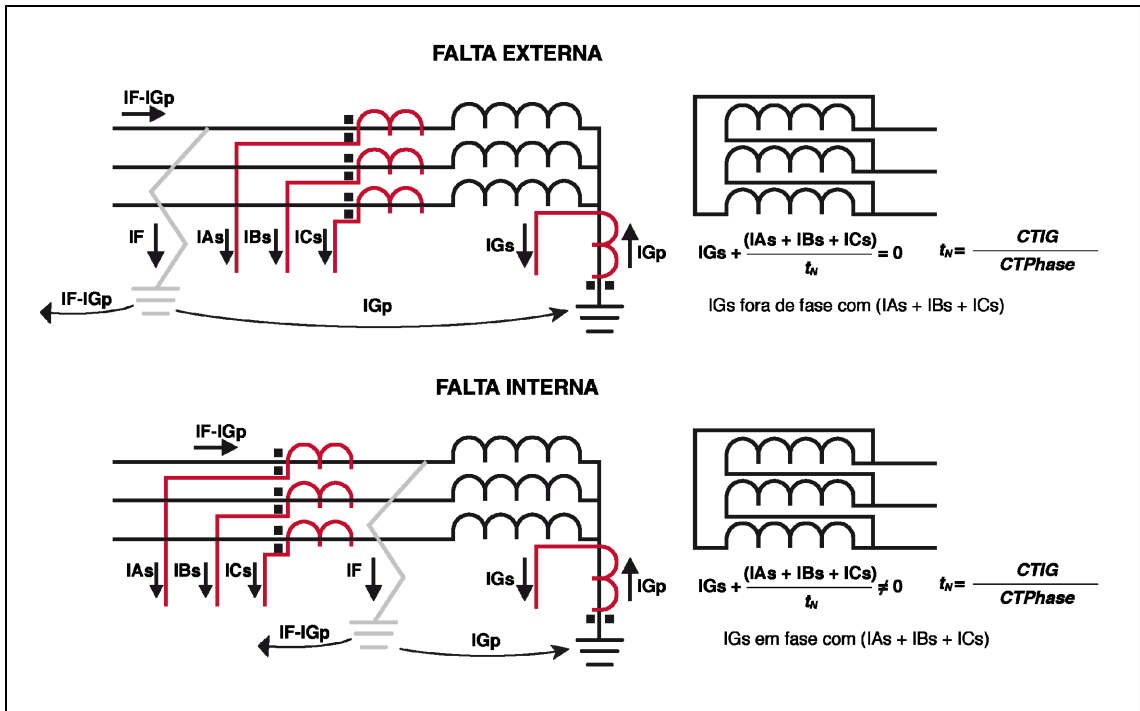 FALTA EXTERNA
IF-IGp
IF
IAs
IBs
ICs
IGs
IGp
IF-IGp
IGp
IGs + (IAs + IBs + ICs) / tN = 0
tN = CTIG / CTPhase
IGs fora de fase com (IAs + IBs + ICs)
FALTA INTERNA
IF-IGp
IAs
IBs
ICs
IF
IGs
IGp
IF-IGp
IGp
IGs + (IAs + IBs + ICs) / tN ≠ 0
tN = CTIG / CTPhase
IGs em fase com (IAs + IBs + ICs)